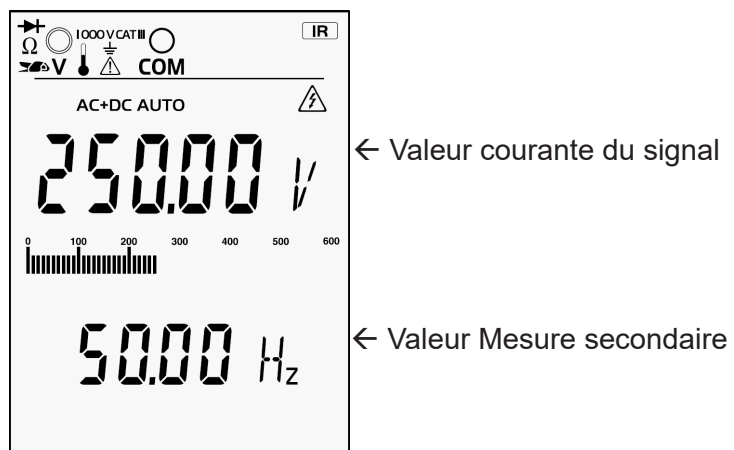 IR
Ω 1000 V CAT III
V COM
AC+DC AUTO
250.00 V ← Valeur courante du signal
0 100 200 300 400 500 600
50.00 Hz ← Valeur Mesure secondaire